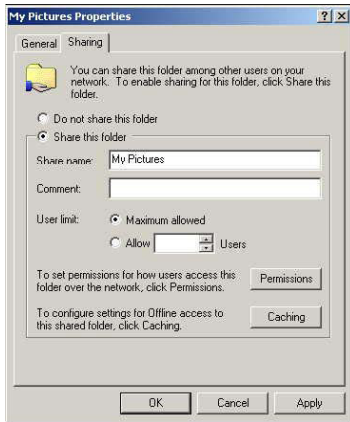 My Pictures Properties
General Sharing
You can share this folder among other users on your
network. To enable sharing for this folder, click Share this
folder.
Do not share this folder
Share this folder
Share name: My Pictures
Comment:
User limit: Maximum allowed
Allow Users
To set permissions for how users access this
folder over the network, click Permissions.
Permissions
To configure settings for Offline access to
this shared folder, click Caching.
Caching
OK Cancel Apply